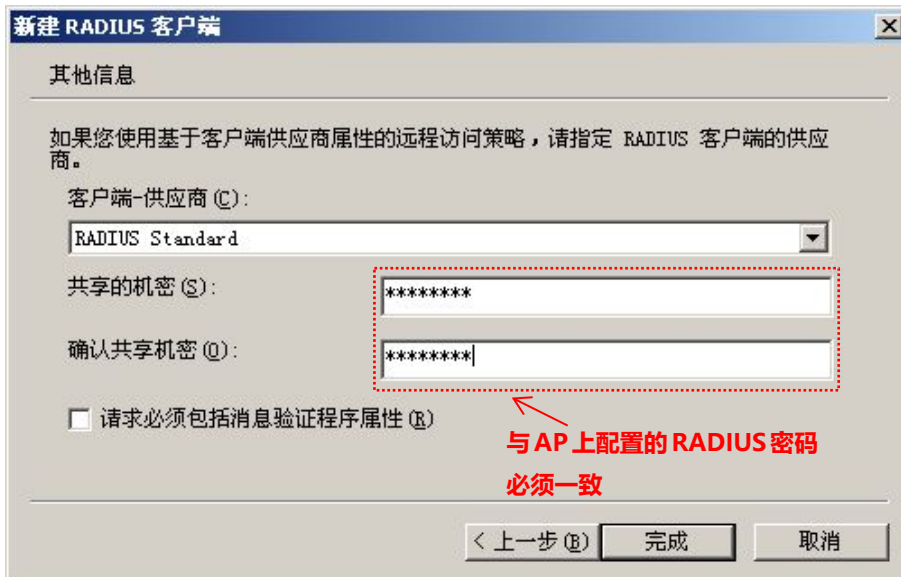 新建 RADIUS 客户端
其他信息
如果您使用基于客户端供应商属性的远程访问策略，请指定 RADIUS 客户端的供应
商。
客户端-供应商(C):
RADIUS Standard
共享的机密(S):
********
确认共享机密(O):
********
请求必须包括消息验证程序属性(R)
与AP上配置的RADIUS密码
必须一致
< 上一步(B)
完成
取消